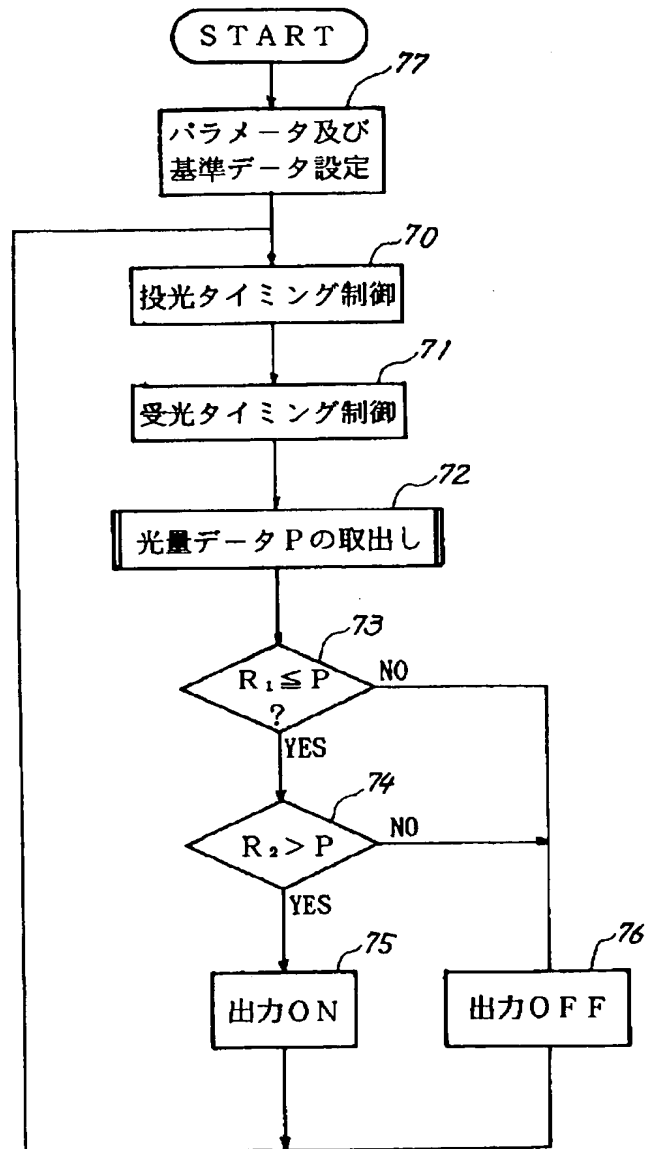 START
77
パラメータ及び
基準データ設定
70
投光タイミング制御
71
受光タイミング制御
72
光量データPの取出し
73
R₁≦P
?
NO
YES
74
R₂>P
NO
YES
75
出力ON
76
出力OFF